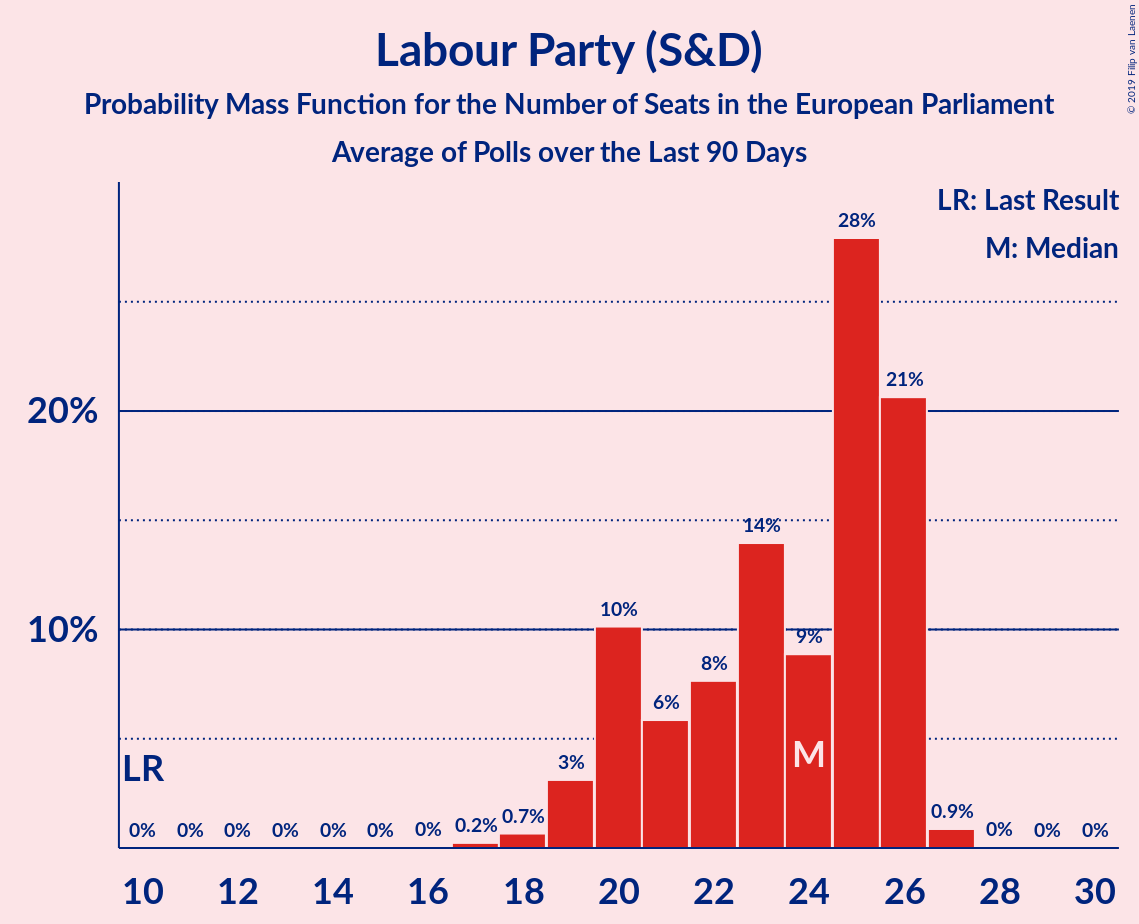 Labour Party (S&D)
Probability Mass Function for the Number of Seats in the European Parliament
Average of Polls over the Last 90 Days
© 2019 Filip van Laenen
LR: Last Result
M: Median
28%
21%
20%
14%
10%
10%
9%
8%
6%
M
LR
3%
0% 0% 0% 0% 0% 0% 0% 0.2% 0.7% 0.9% 0% 0% 0%
10 12 14 16 18 20 22 24 26 28 30